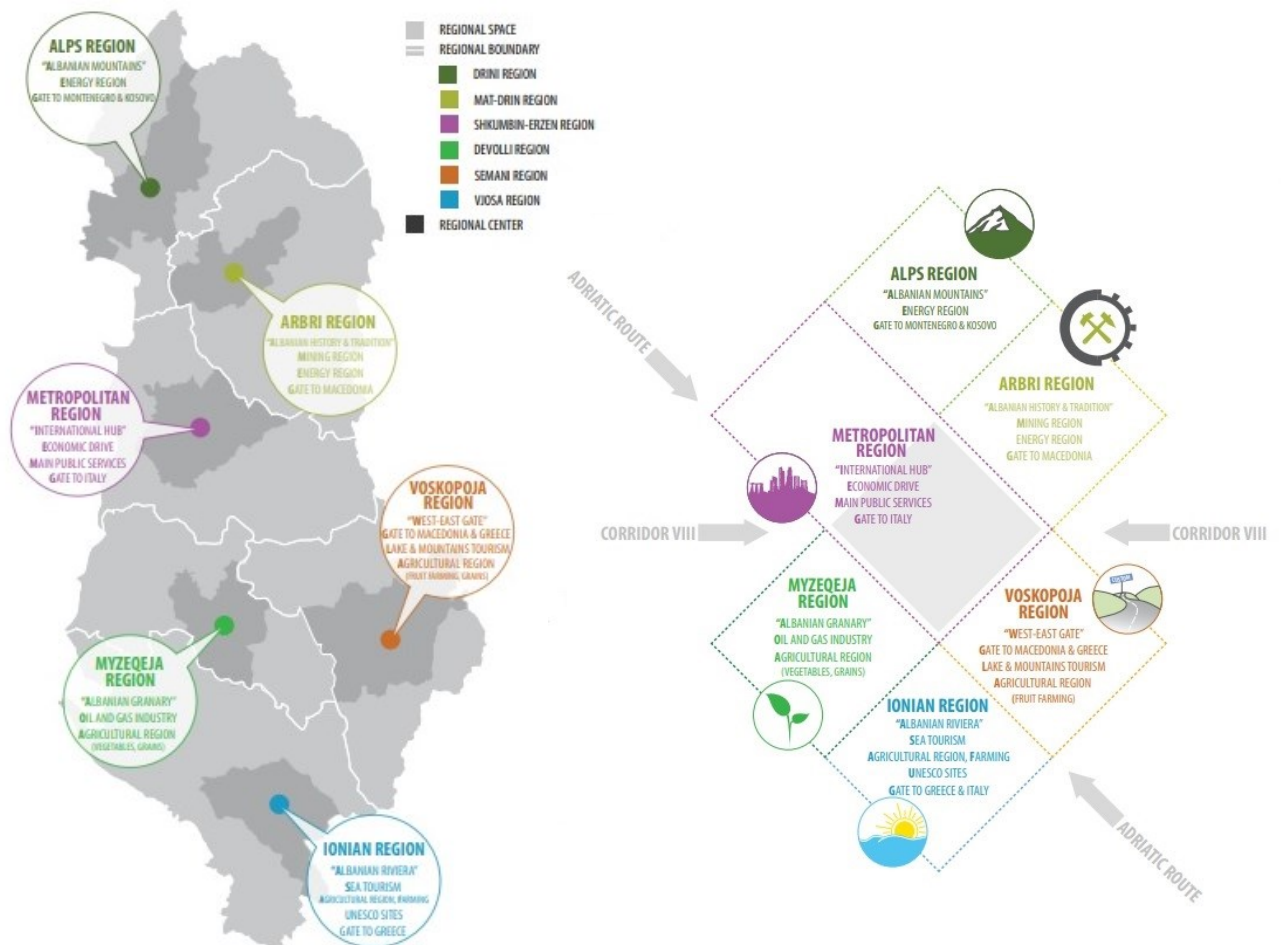 ALPS REGION
"ALBANIAN MOUNTAINS"
ENERGY REGION
GATE TO MONTENEGRO & KOSOVO
REGIONAL SPACE
REGIONAL BOUNDARY
DRINI REGION
MAT-DRIN REGION
SHKUMBIN-ERZEN REGION
DEVOLLI REGION
SEMANI REGION
VJOSA REGION
REGIONAL CENTER
ARBRI REGION
"ALBANIAN HISTORY & TRADITION"
MINING REGION
ENERGY REGION
GATE TO MACEDONIA
METROPOLITAN
REGION
"INTERNATIONAL HUB"
ECONOMIC DRIVE
MAIN PUBLIC SERVICES
GATE TO ITALY
VOSKOPOJA
REGION
"WEST-EAST GATE"
GATE TO MACEDONIA & GREECE
LAKE & MOUNTAINS TOURISM
AGRICULTURAL REGION
(FRUIT FARMING, GRAINS)
MYZEQEJA
REGION
"ALBANIAN GRANARY"
OIL AND GAS INDUSTRY
AGRICULTURAL REGION
(VEGETABLES, GRAINS)
IONIAN REGION
"ALBANIAN RIVIERA"
SEA TOURISM
AGRICULTURAL REGION, FARMING
UNESCO SITES
GATE TO GREECE
ADRIATIC ROUTE
ALPS REGION
"ALBANIAN MOUNTAINS"
ENERGY REGION
GATE TO MONTENEGRO & KOSOVO
ARBRI REGION
"ALBANIAN HISTORY & TRADITION"
MINING REGION
ENERGY REGION
GATE TO MACEDONIA
METROPOLITAN
REGION
"INTERNATIONAL HUB"
ECONOMIC DRIVE
MAIN PUBLIC SERVICES
GATE TO ITALY
CORRIDOR VIII
CORRIDOR VIII
MYZEQEJA
REGION
"ALBANIAN GRANARY"
OIL AND GAS INDUSTRY
AGRICULTURAL REGION
(VEGETABLES, GRAINS)
VOSKOPOJA
REGION
"WEST-EAST GATE"
GATE TO MACEDONIA & GREECE
LAKE & MOUNTAINS TOURISM
AGRICULTURAL REGION
(FRUIT FARMING)
IONIAN REGION
"ALBANIAN RIVIERA"
SEA TOURISM
AGRICULTURAL REGION, FARMING
UNESCO SITES
GATE TO GREECE & ITALY
ADRIATIC ROUTE